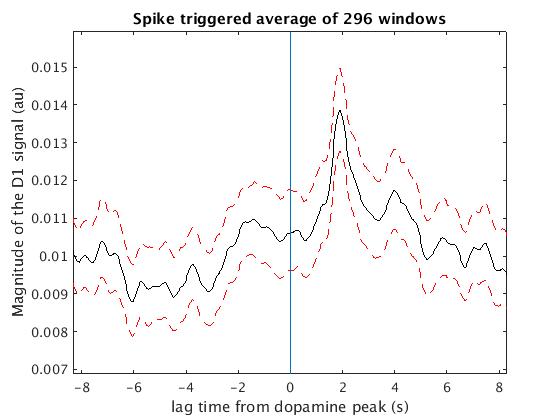 Spike triggered average of 296 windows
Magnitude of the D1 signal (au)
0.015
0.014
0.013
0.012
0.011
0.01
0.009
0.008
0.007
-8 -6 -4 -2 0 2 4 6 8
lag time from dopamine peak (s)